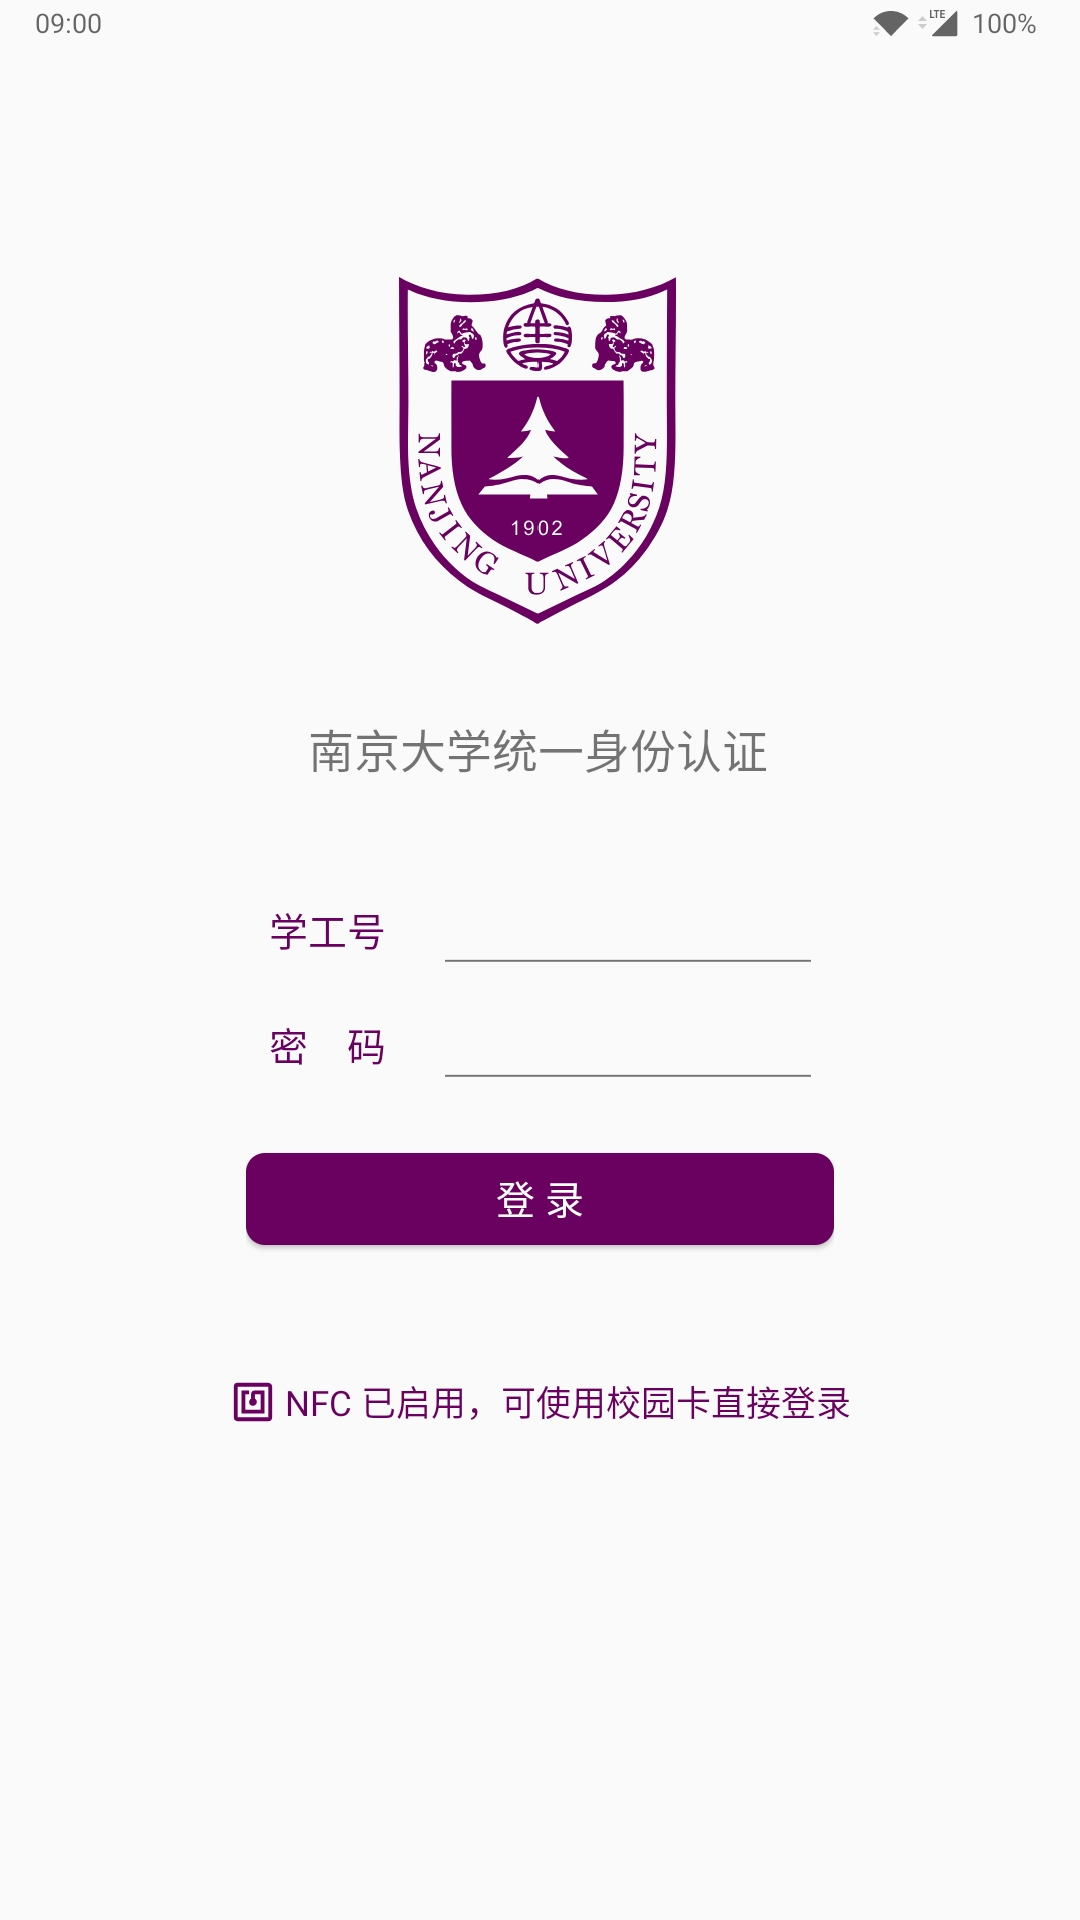 09:00 LTE 100%
NANJING UNIVERSITY
1902
南京大学统一身份认证
学工号
密 码
登 录
NFC 已启用，可使用校园卡直接登录